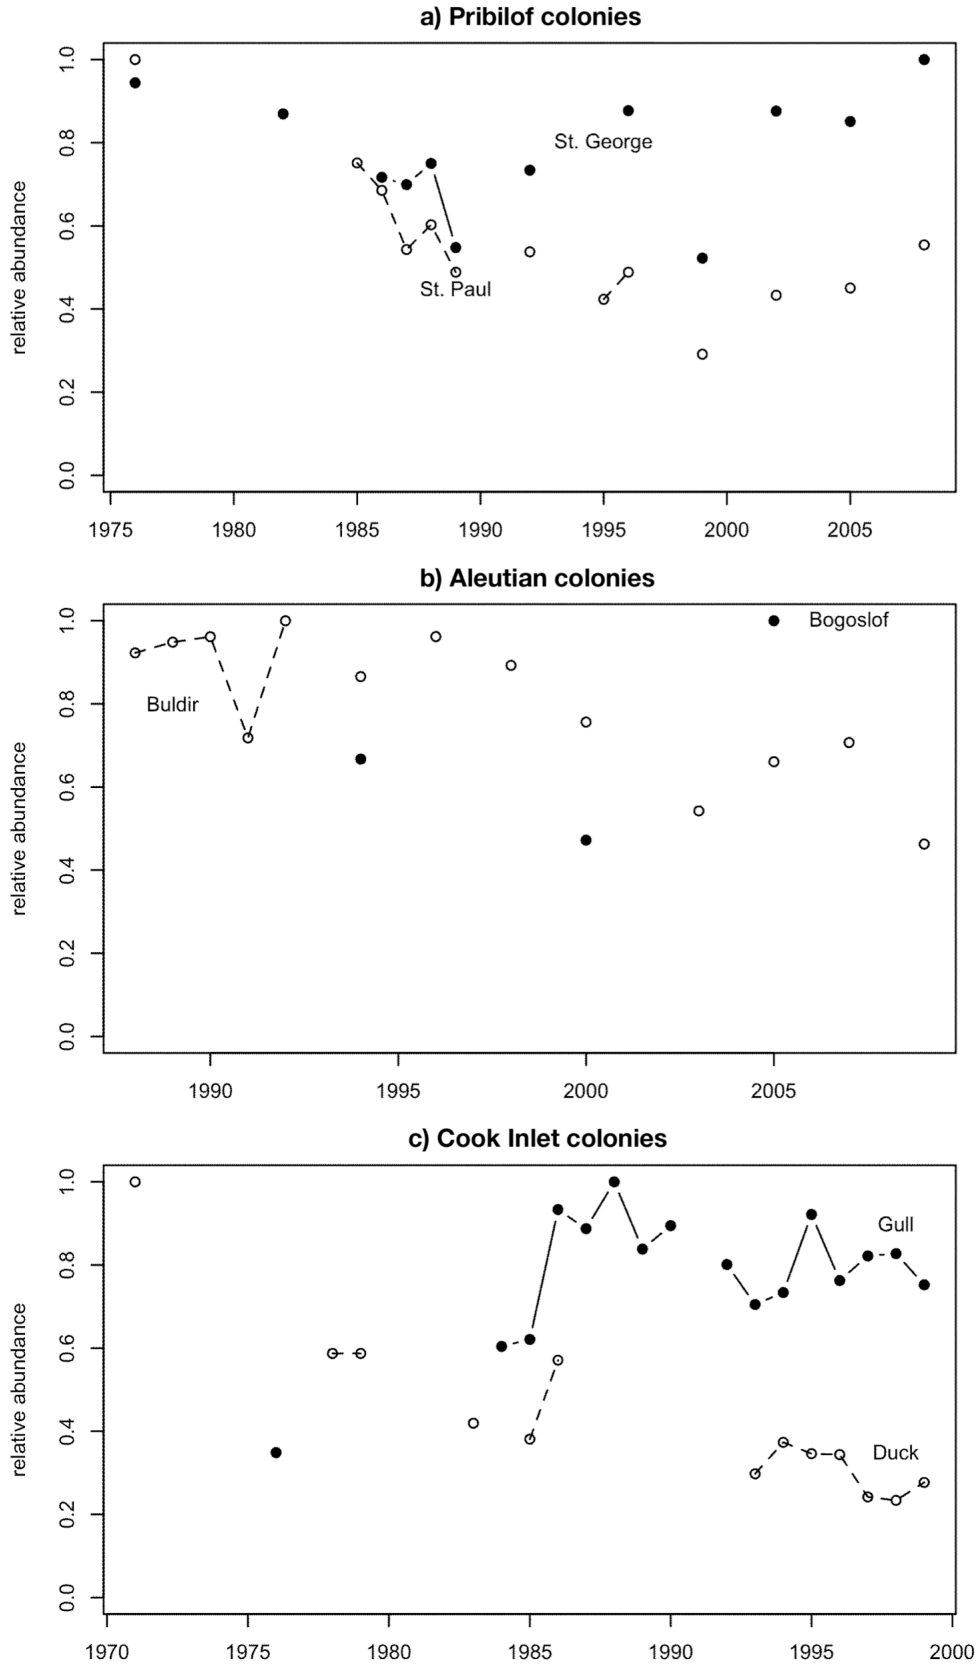 a) Pribilof colonies
relative abundance
1.0
0.8
0.6
0.4
0.2
0.0
St. George
St. Paul
1975 1980 1985 1990 1995 2000 2005
b) Aleutian colonies
relative abundance
1.0
0.8
0.6
0.4
0.2
0.0
Bogoslof
Buldir
1990 1995 2000 2005
c) Cook Inlet colonies
relative abundance
1.0
0.8
0.6
0.4
0.2
0.0
Gull
Duck
1970 1975 1980 1985 1990 1995 2000